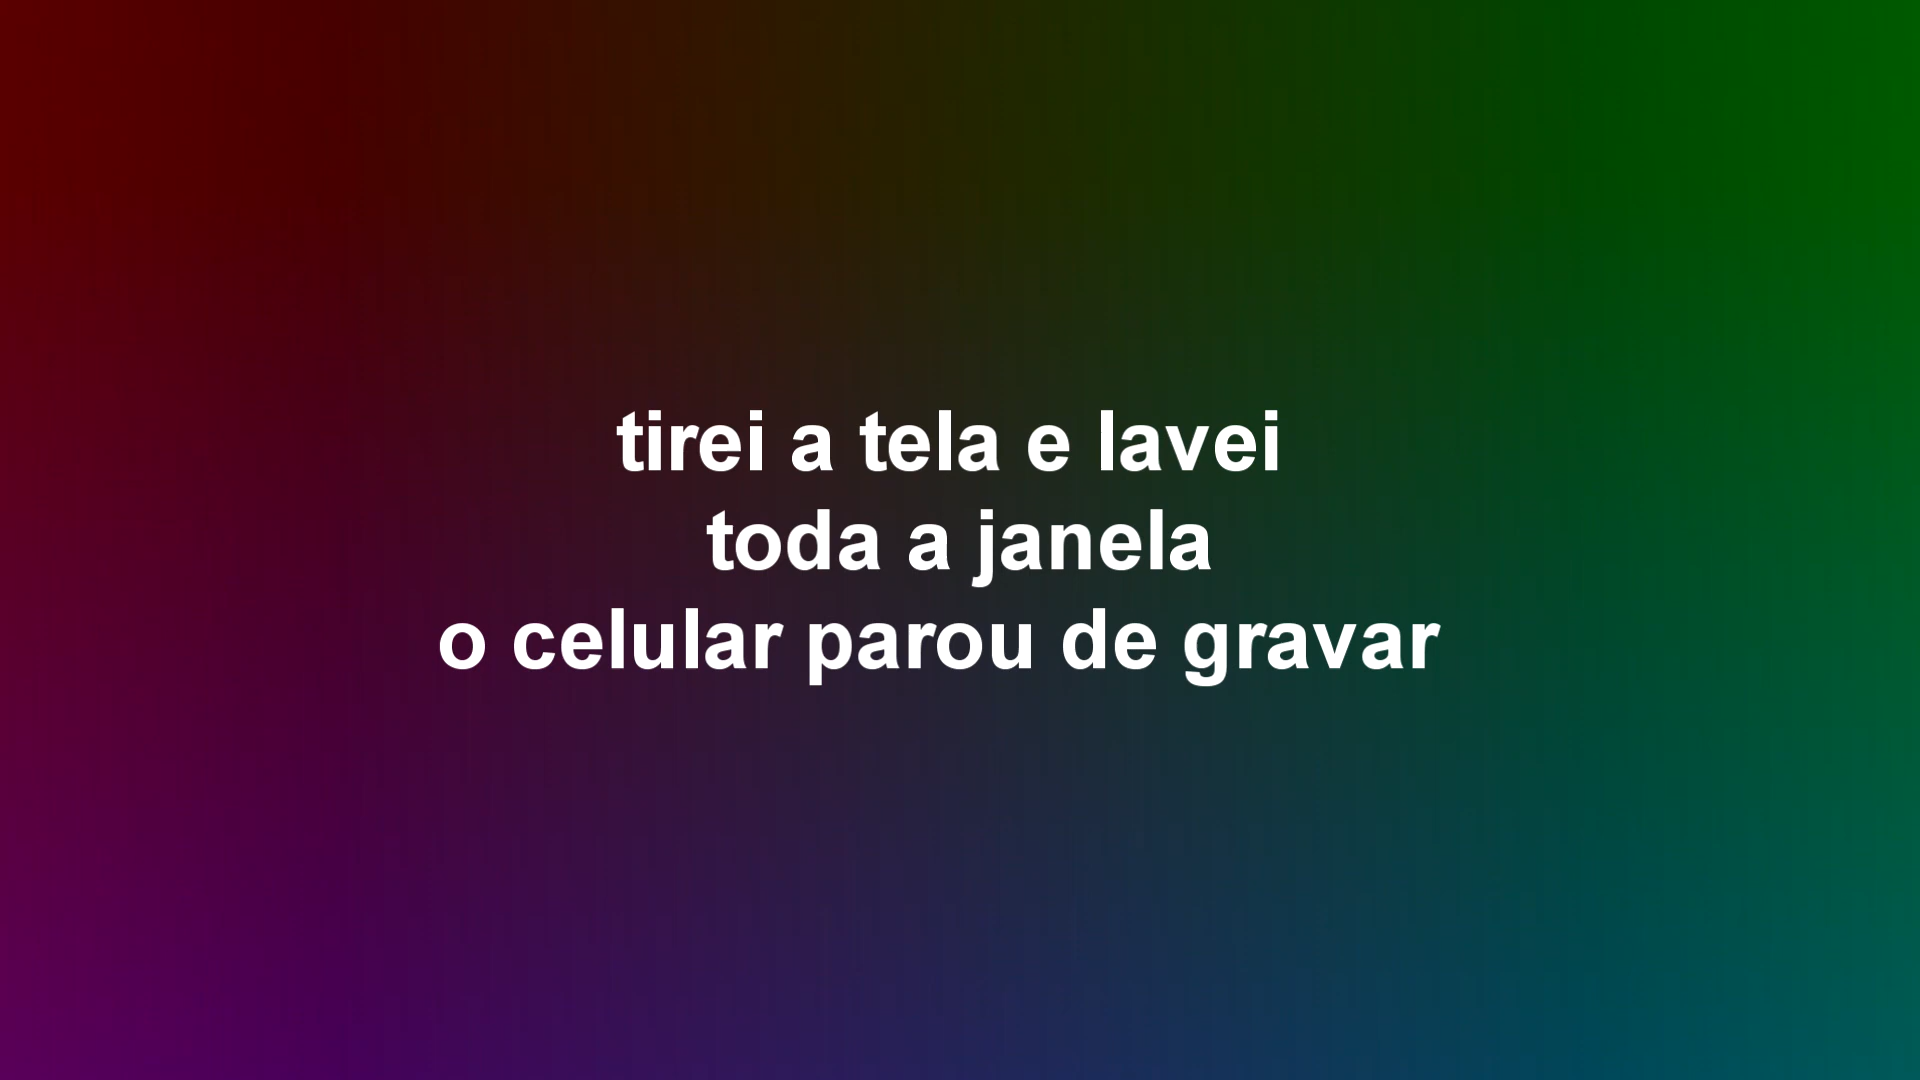 tirei a tela e lavei
toda a janela
o celular parou de gravar